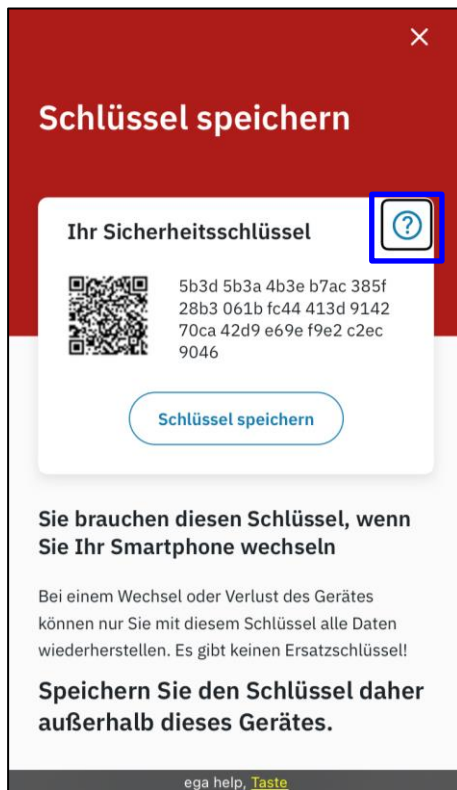 Schlüssel speichern
Ihr Sicherheitsschlüssel
?
5b3d 5b3a 4b3e b7ac 385f
28b3 061b fc44 413d 9142
70ca 42d9 e69e f9e2 c2ec
9046
Schlüssel speichern
Sie brauchen diesen Schlüssel, wenn
Sie Ihr Smartphone wechseln
Bei einem Wechsel oder Verlust des Gerätes
können nur Sie mit diesem Schlüssel alle Daten
wiederherstellen. Es gibt keinen Ersatzschlüssel!
Speichern Sie den Schlüssel daher
außerhalb dieses Gerätes.
ega help, Taste